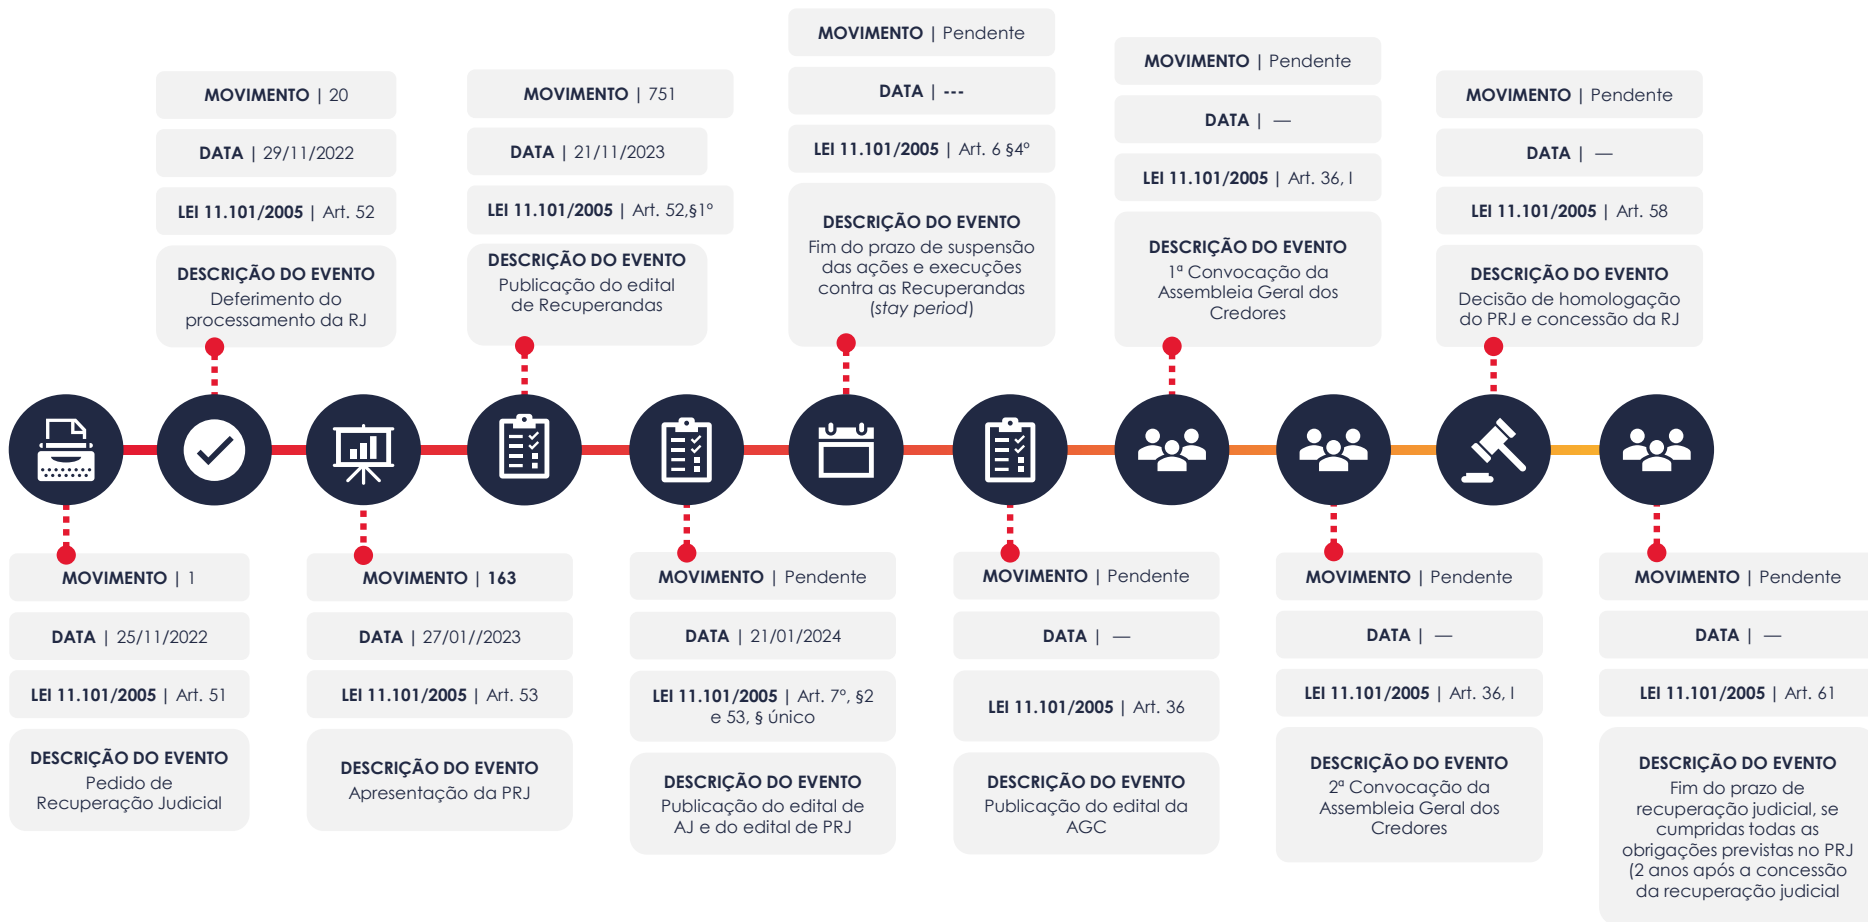 MOVIMENTO | 1
DATA | 25/11/2022
LEI 11.101/2005 | Art. 51
DESCRIÇÃO DO EVENTO
Pedido de
Recuperação Judicial
MOVIMENTO | 20
DATA | 29/11/2022
LEI 11.101/2005 | Art. 52
DESCRIÇÃO DO EVENTO
Deferimento do
processamento da RJ
MOVIMENTO | 163
DATA | 27/01//2023
LEI 11.101/2005 | Art. 53
DESCRIÇÃO DO EVENTO
Apresentação da PRJ
MOVIMENTO | 751
DATA | 21/11/2023
LEI 11.101/2005 | Art. 52,§1º
DESCRIÇÃO DO EVENTO
Publicação do edital
de Recuperandas
MOVIMENTO | Pendente
DATA | 21/01/2024
LEI 11.101/2005 | Art. 7º, §2
e 53, § único
DESCRIÇÃO DO EVENTO
Publicação do edital de
AJ e do edital de PRJ
MOVIMENTO | Pendente
DATA | ---
LEI 11.101/2005 | Art. 6 §4º
DESCRIÇÃO DO EVENTO
Fim do prazo de suspensão
das ações e execuções
contra as Recuperandas
(stay period)
MOVIMENTO | Pendente
DATA | —
LEI 11.101/2005 | Art. 36
DESCRIÇÃO DO EVENTO
Publicação do edital da
AGC
MOVIMENTO | Pendente
DATA | —
LEI 11.101/2005 | Art. 36, I
DESCRIÇÃO DO EVENTO
1ª Convocação da
Assembleia Geral dos
Credores
MOVIMENTO | Pendente
DATA | —
LEI 11.101/2005 | Art. 36, I
DESCRIÇÃO DO EVENTO
2ª Convocação da
Assembleia Geral dos
Credores
MOVIMENTO | Pendente
DATA | —
LEI 11.101/2005 | Art. 58
DESCRIÇÃO DO EVENTO
Decisão de homologação
do PRJ e concessão da RJ
MOVIMENTO | Pendente
DATA | —
LEI 11.101/2005 | Art. 61
DESCRIÇÃO DO EVENTO
Fim do prazo de
recuperação judicial, se
cumpridas todas as
obrigações previstas no PRJ
(2 anos após a concessão
da recuperação judicial